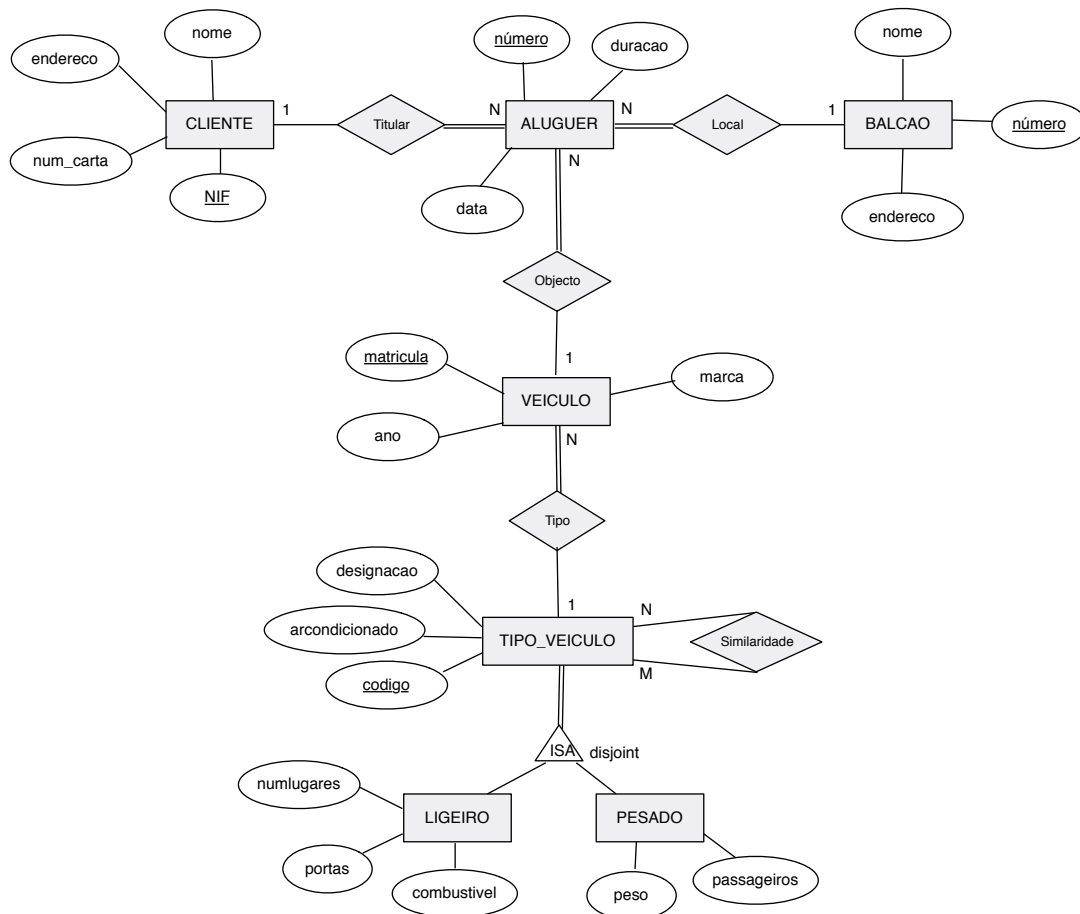 nome
número
duracao
nome
endereco
1
N
N
1
CLIENTE
Titular
ALUGUER
Local
BALCAO
número
num_carta
N
NIF
data
endereco
Objecto
matricula
1
marca
VEICULO
ano
N
Tipo
designacao
1
N
arcondicionado
TIPO_VEICULO
Similaridade
codigo
M
ISA
disjoint
numlugares
LIGEIRO
PESADO
portas
combustivel
peso
passageiros